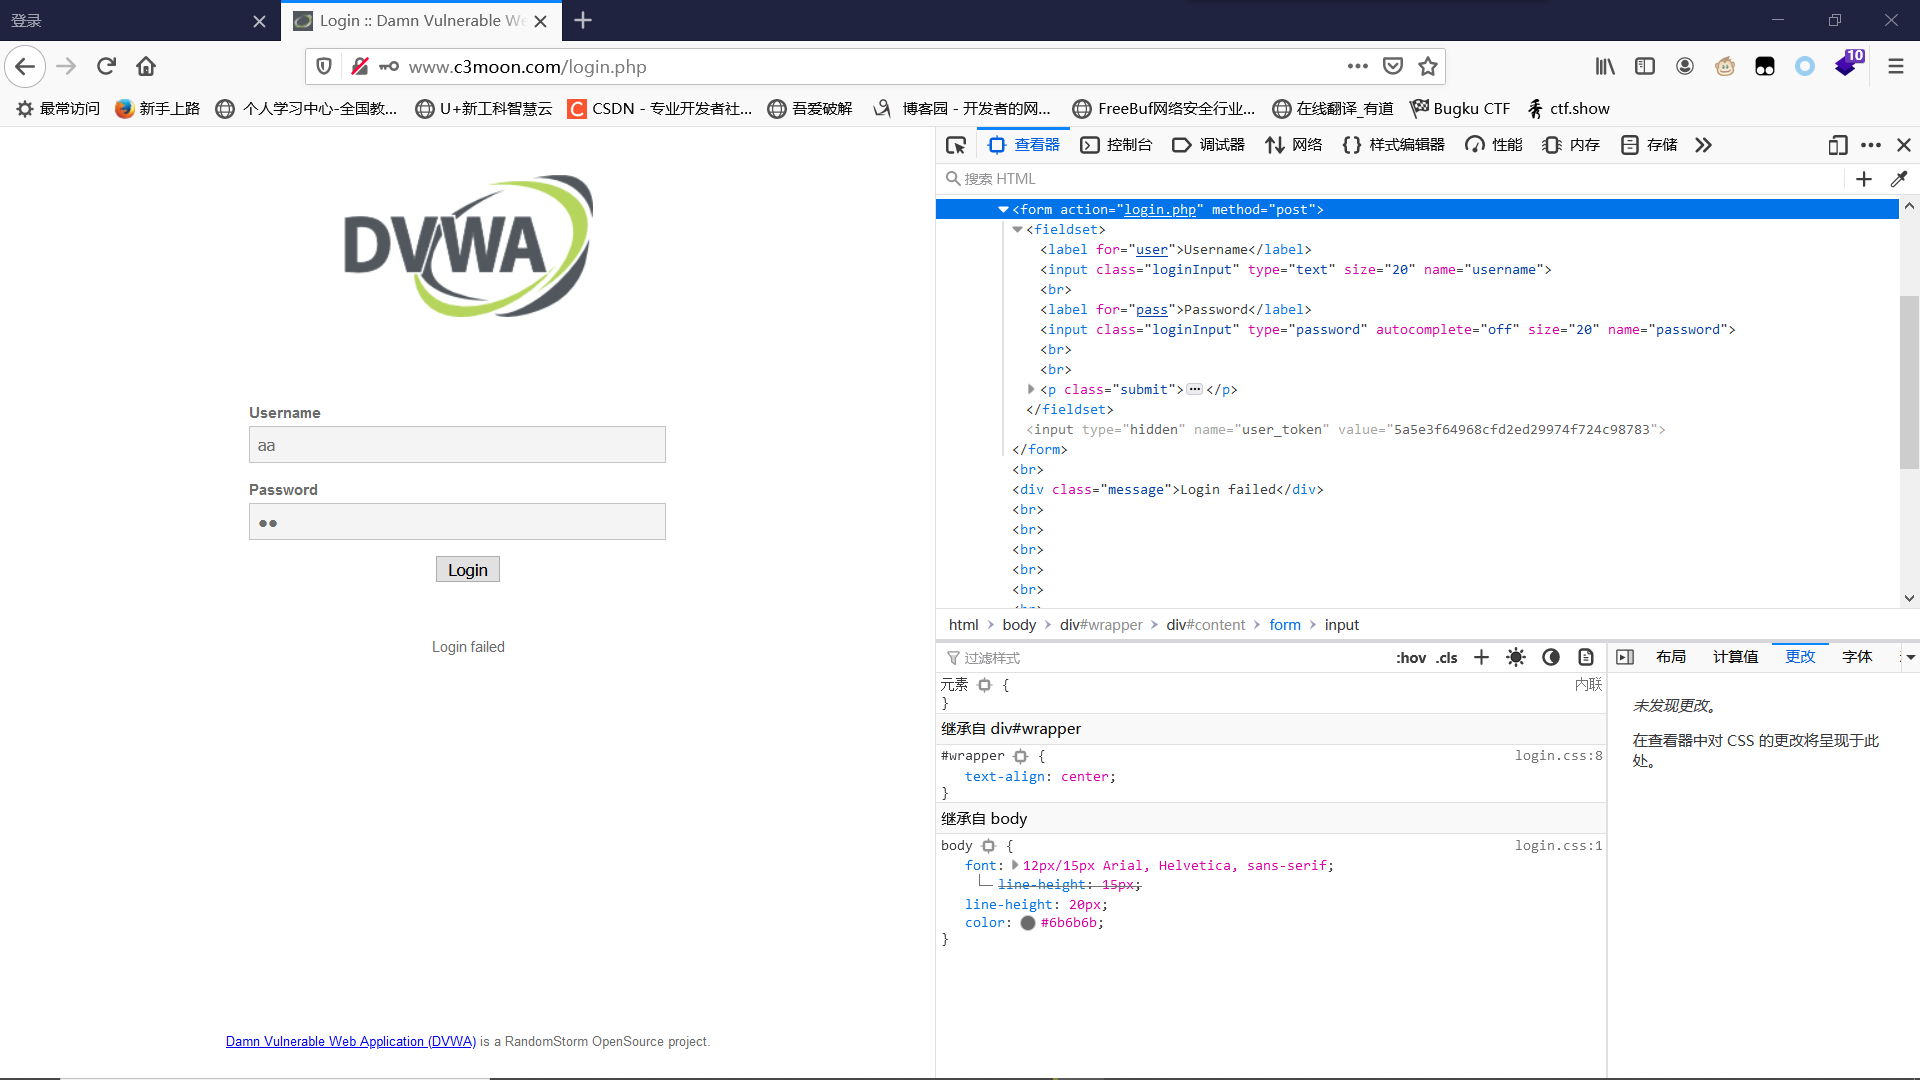 登录
Login :: Damn Vulnerable We
www.c3moon.com/login.php
10
最常访问 新手上路 个人学习中心-全国教... U+新工科智慧云 CSDN - 专业开发者社... 吾爱破解 博客园 - 开发者的网... FreeBuf网络安全行业... 在线翻译_有道 Bugku CTF ctf.show
DVWA
Username
aa
Password
Login
Login failed
Damn Vulnerable Web Application (DVWA) is a RandomStorm OpenSource project.
查看器 控制台 调试器 网络 样式编辑器 性能 内存 存储
搜索 HTML
<form action="login.php" method="post">
<fieldset>
<label for="user">Username</label>
<input class="loginInput" type="text" size="20" name="username">
<br>
<label for="pass">Password</label>
<input class="loginInput" type="password" autocomplete="off" size="20" name="password">
<br>
<br>
<p class="submit">…</p>
</fieldset>
<input type="hidden" name="user_token" value="5a5e3f64968cfd2ed29974f724c98783">
</form>
<br>
<div class="message">Login failed</div>
<br>
<br>
<br>
<br>
<br>
html body div#wrapper div#content form input
过滤样式 :hov .cls
元素 { 内联
}
继承自 div#wrapper
#wrapper { login.css:8
text-align: center;
}
继承自 body
body { login.css:1
font: 12px/15px Arial, Helvetica, sans-serif;
line-height: 15px;
line-height: 20px;
color: #6b6b6b;
}
布局 计算值 更改 字体
未发现更改。
在查看器中对 CSS 的更改将呈现于此
处。